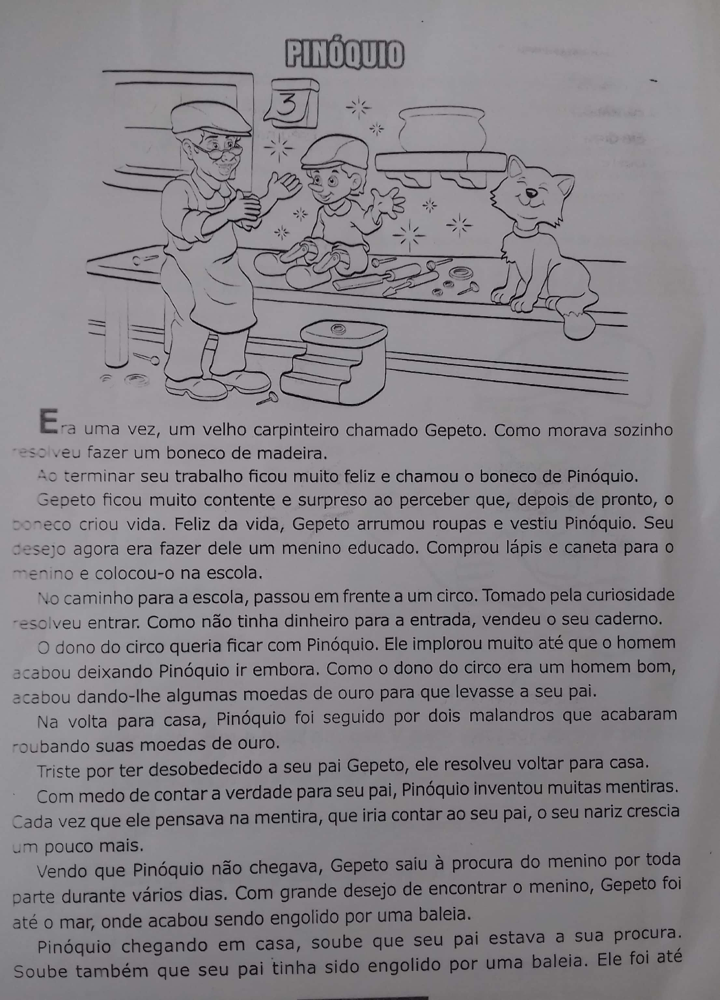 PINÓQUIO
3
Era uma vez, um velho carpinteiro chamado Gepeto. Como morava sozinho
resolveu fazer um boneco de madeira.
Ao terminar seu trabalho ficou muito feliz e chamou o boneco de Pinóquio.
Gepeto ficou muito contente e surpreso ao perceber que, depois de pronto, o
boneco criou vida. Feliz da vida, Gepeto arrumou roupas e vestiu Pinóquio. Seu
desejo agora era fazer dele um menino educado. Comprou lápis e caneta para o
menino e colocou-o na escola.
No caminho para a escola, passou em frente a um circo. Tomado pela curiosidade
resolveu entrar. Como não tinha dinheiro para a entrada, vendeu o seu caderno.
O dono do circo queria ficar com Pinóquio. Ele implorou muito até que o homem
acabou deixando Pinóquio ir embora. Como o dono do circo era um homem bom,
acabou dando-lhe algumas moedas de ouro para que levasse a seu pai.
Na volta para casa, Pinóquio foi seguido por dois malandros que acabaram
roubando suas moedas de ouro.
Triste por ter desobedecido a seu pai Gepeto, ele resolveu voltar para casa.
Com medo de contar a verdade para seu pai, Pinóquio inventou muitas mentiras.
Cada vez que ele pensava na mentira, que iria contar ao seu pai, o seu nariz crescia
um pouco mais.
Vendo que Pinóquio não chegava, Gepeto saiu à procura do menino por toda
parte durante vários dias. Com grande desejo de encontrar o menino, Gepeto foi
até o mar, onde acabou sendo engolido por uma baleia.
Pinóquio chegando em casa, soube que seu pai estava a sua procura.
Soube também que seu pai tinha sido engolido por uma baleia. Ele foi até